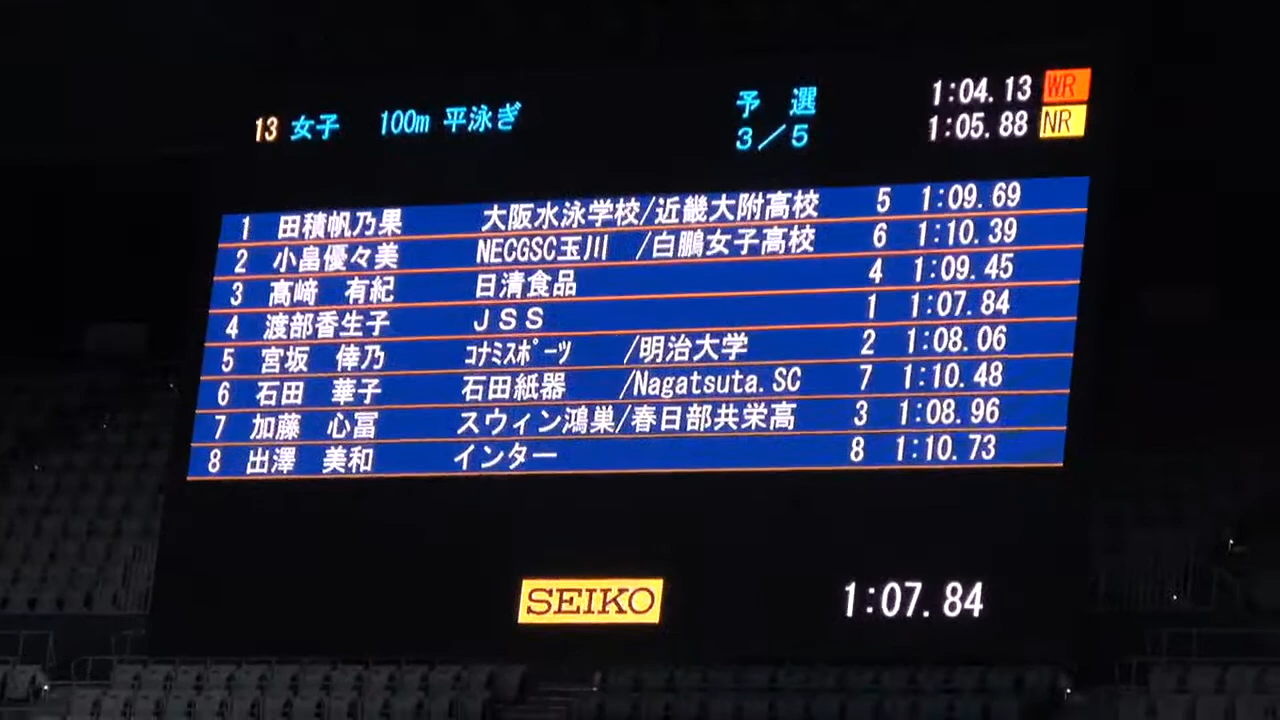 13 女子 100m 平泳ぎ 予 選 1:04.13 WR
3/5 1:05.88 NR
1 田積帆乃果 大阪水泳学校/近畿大附高校 5 1:09.69
2 小畠優々美 NECGSC玉川 /白鵬女子高校 6 1:10.39
3 髙﨑 有紀 日清食品 4 1:09.45
4 渡部香生子 JSS 1 1:07.84
5 宮坂 倖乃 コナミスポーツ /明治大学 2 1:08.06
6 石田 華子 石田紙器 /Nagatsuta.SC 7 1:10.48
7 加藤 心冨 スウィン鴻巣/春日部共栄高 3 1:08.96
8 出澤 美和 インター 8 1:10.73
SEIKO 1:07.84